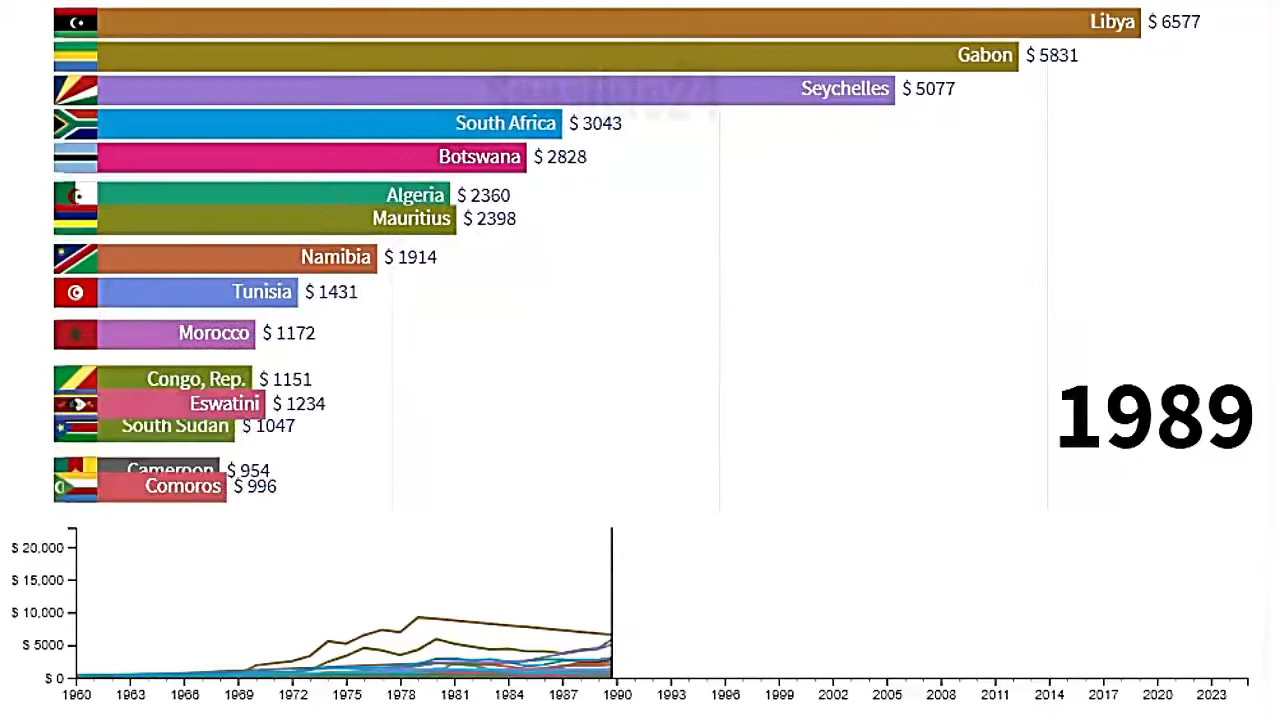 Libya $ 6577
Gabon $ 5831
Seychelles $ 5077
South Africa $ 3043
Botswana $ 2828
Algeria $ 2360
Mauritius $ 2398
Namibia $ 1914
Tunisia $ 1431
Morocco $ 1172
Congo, Rep. $ 1151
Eswatini $ 1234
South Sudan $ 1047
Cameroon $ 954
Comoros $ 996
1989
$ 20,000
$ 15,000
$ 10,000
$ 5000
$ 0
1960 1963 1966 1969 1972 1975 1978 1981 1984 1987 1990 1993 1996 1999 2002 2005 2008 2011 2014 2017 2020 2023